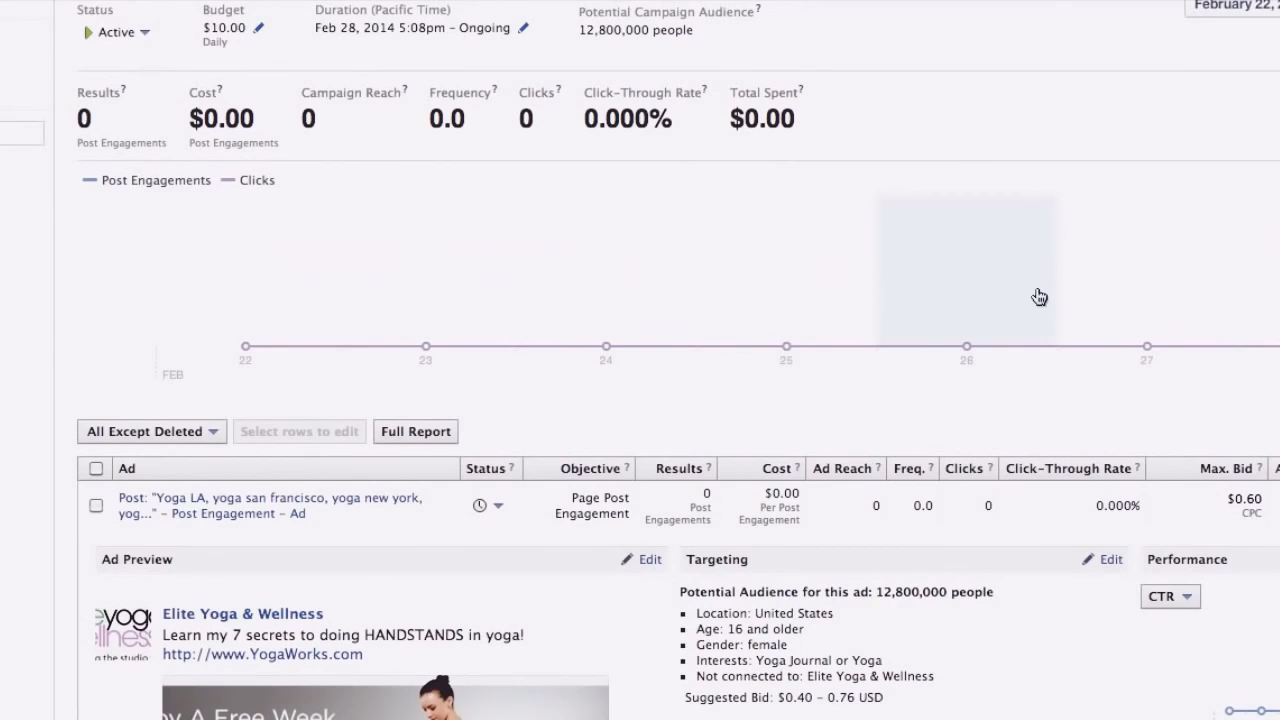 Status
Budget
Duration (Pacific Time)
Potential Campaign Audience?
February 22, 2
Active
$10.00
Feb 28, 2014 5:08pm – Ongoing
12,800,000 people
Daily
Results? Cost? Campaign Reach? Frequency? Clicks? Click-Through Rate? Total Spent?
0 $0.00 0 0.0 0 0.000% $0.00
Post Engagements Post Engagements
Post Engagements Clicks
22 23 24 25 26 27
FEB
All Except Deleted Select rows to edit Full Report
Ad Status? Objective? Results? Cost? Ad Reach? Freq.? Clicks? Click-Through Rate? Max. Bid?
Post: "Yoga LA, yoga san francisco, yoga new york,
yog..." – Post Engagement – Ad
Page Post
Engagement
0
Post
Engagements
$0.00
Per Post
Engagement
0 0.0 0 0.000%
$0.60
CPC
Ad Preview Edit Targeting Edit Performance
Potential Audience for this ad: 12,800,000 people
Location: United States
Age: 16 and older
Gender: female
Interests: Yoga Journal or Yoga
Not connected to: Elite Yoga & Wellness
Suggested Bid: $0.40 – 0.76 USD
CTR
Elite Yoga & Wellness
Learn my 7 secrets to doing HANDSTANDS in yoga!
http://www.YogaWorks.com
A Free Week